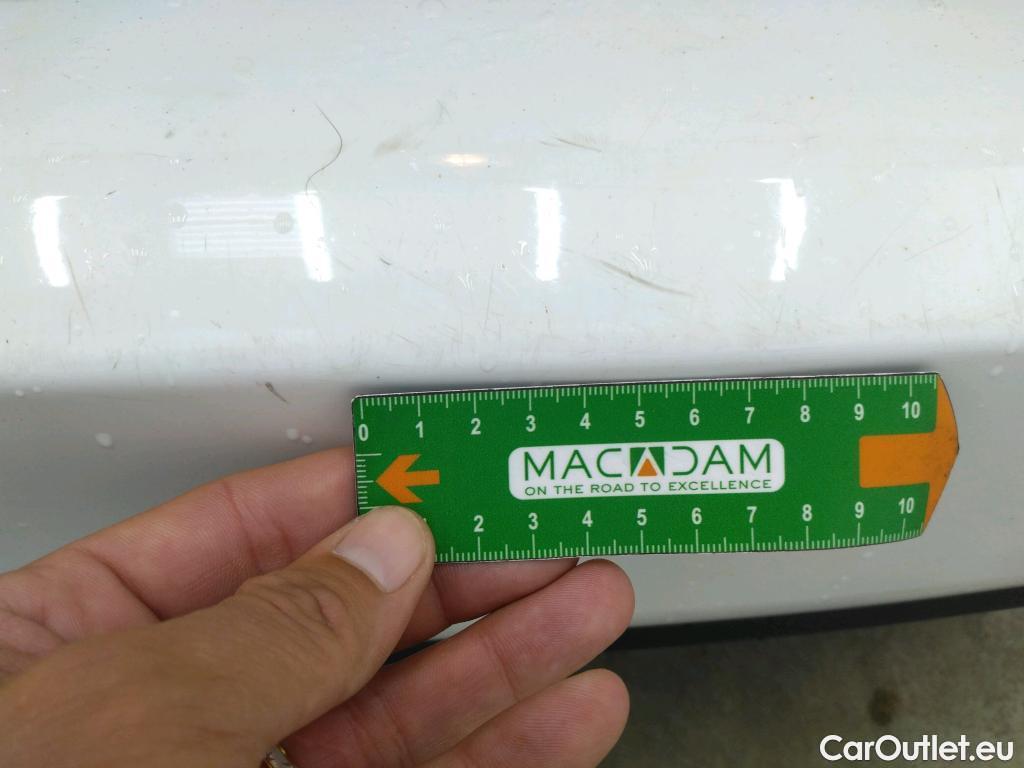 0 1 2 3 4 5 6 7 8 9 10
MACADAM
ON THE ROAD TO EXCELLENCE
2 3 4 5 6 7 8 9 10
CarOutlet.eu